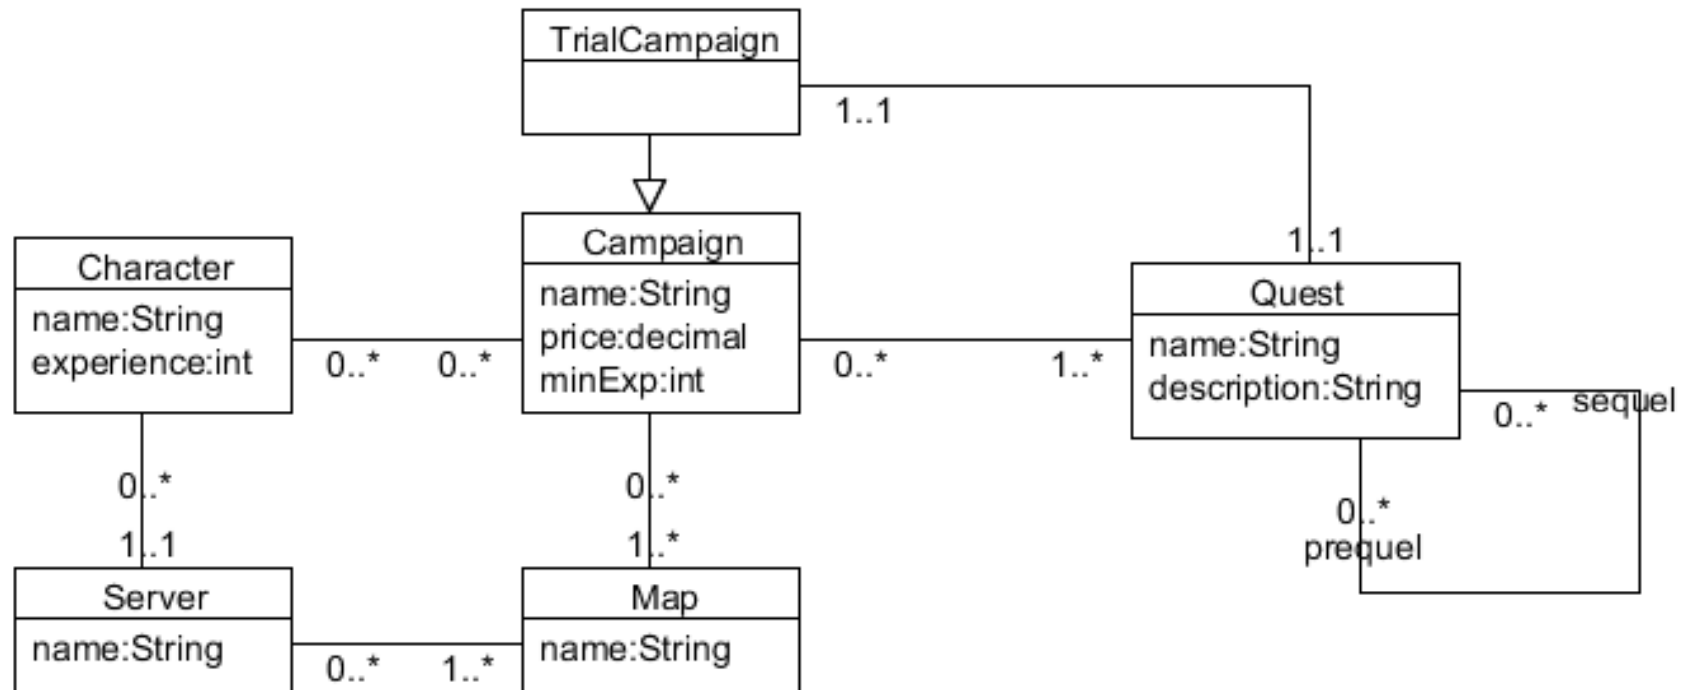 TrialCampaign
1..1
1..1
Character
name:String
experience:int
0..*
0..*
Campaign
name:String
price:decimal
minExp:int
0..*
1..*
Quest
name:String
description:String
0..*
sequel
0..*
prequel
0..*
1..1
0..*
1..*
Server
name:String
0..*
1..*
Map
name:String